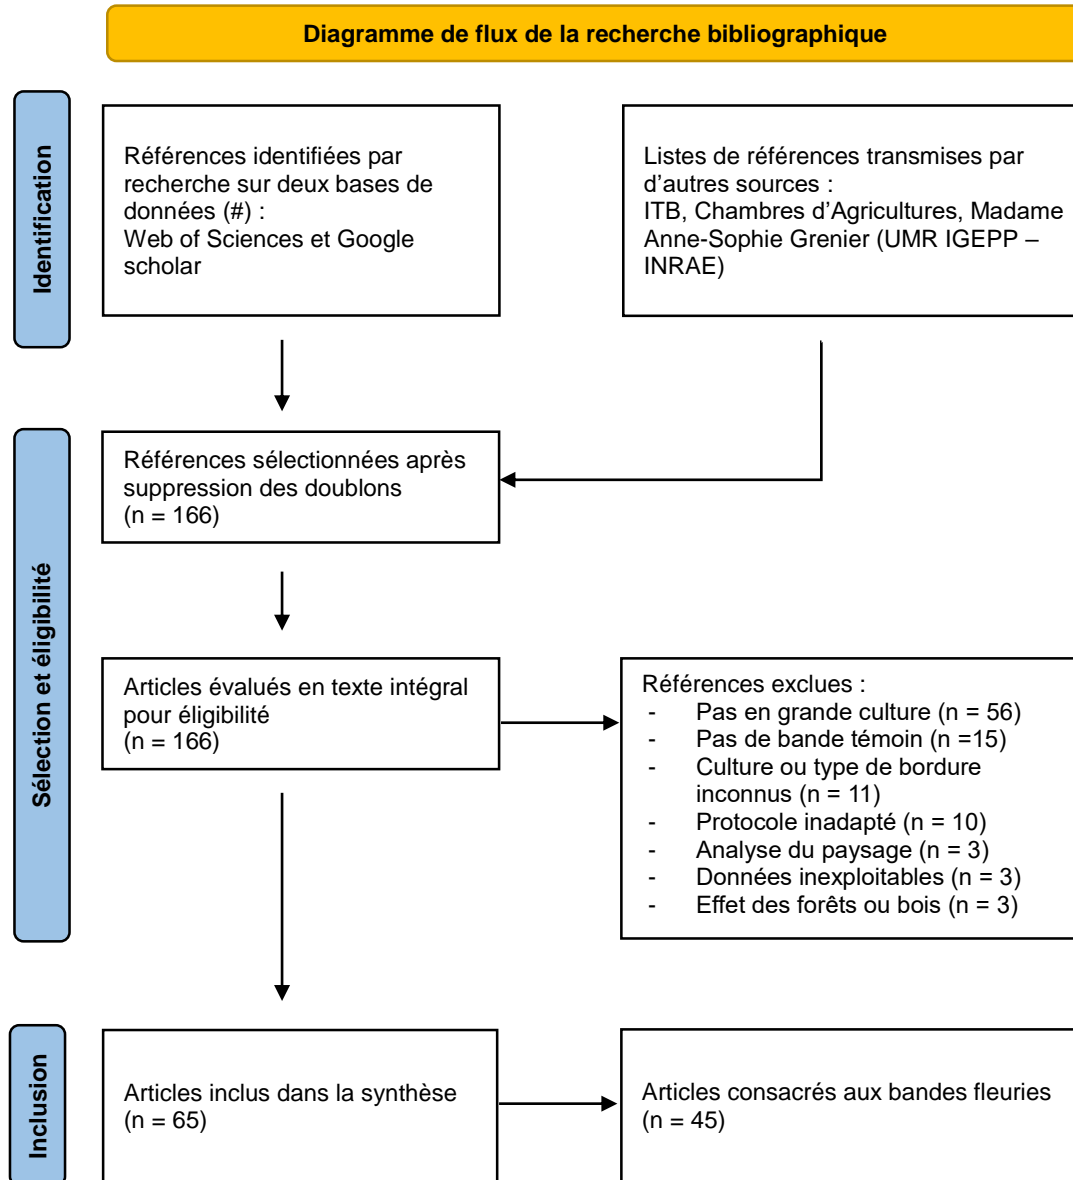 Diagramme de flux de la recherche bibliographique
Identification
Références identifiées par
recherche sur deux bases de
données (#) :
Web of Sciences et Google
scholar
Listes de références transmises par
d’autres sources :
ITB, Chambres d’Agricultures, Madame
Anne-Sophie Grenier (UMR IGEPP –
INRAE)
Sélection et éligibilité
Références sélectionnées après
suppression des doublons
(n = 166)
Articles évalués en texte intégral
pour éligibilité
(n = 166)
Références exclues :
- Pas en grande culture (n = 56)
- Pas de bande témoin (n =15)
- Culture ou type de bordure
inconnus (n = 11)
- Protocole inadapté (n = 10)
- Analyse du paysage (n = 3)
- Données inexploitables (n = 3)
- Effet des forêts ou bois (n = 3)
Inclusion
Articles inclus dans la synthèse
(n = 65)
Articles consacrés aux bandes fleuries
(n = 45)